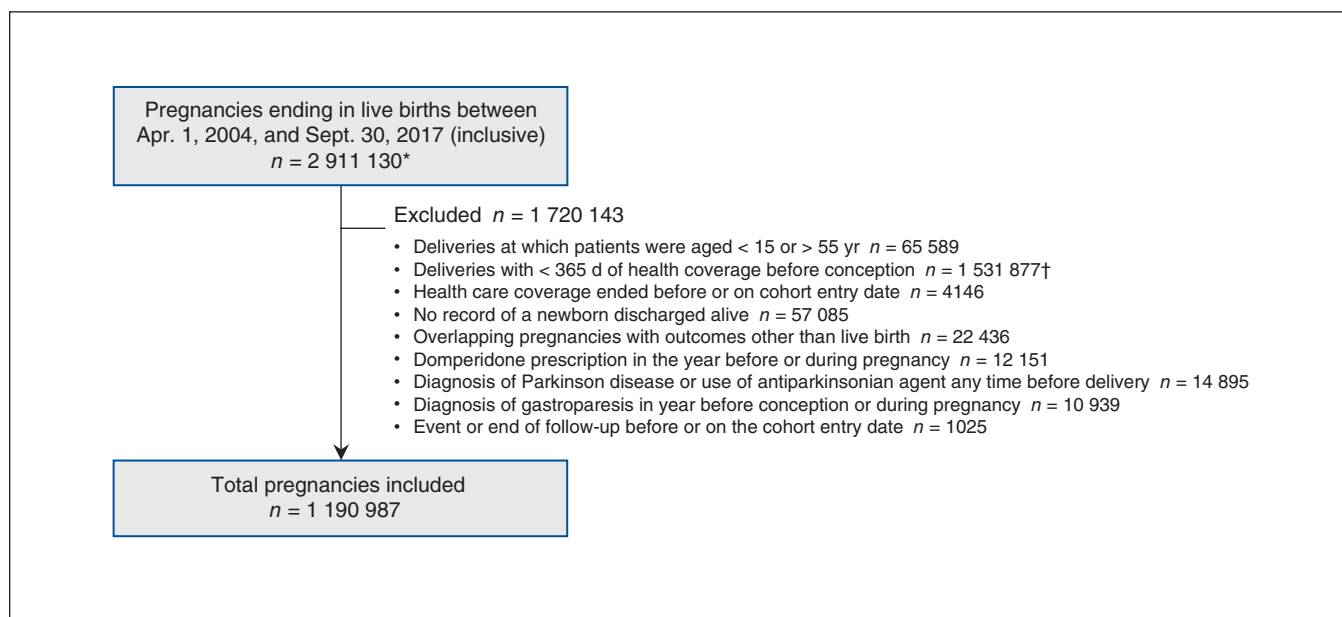 Pregnancies ending in live births between
Apr. 1, 2004, and Sept. 30, 2017 (inclusive)
n = 2 911 130*
Excluded n = 1 720 143
• Deliveries at which patients were aged < 15 or > 55 yr n = 65 589
• Deliveries with < 365 d of health coverage before conception n = 1 531 877†
• Health care coverage ended before or on cohort entry date n = 4146
• No record of a newborn discharged alive n = 57 085
• Overlapping pregnancies with outcomes other than live birth n = 22 436
• Domperidone prescription in the year before or during pregnancy n = 12 151
• Diagnosis of Parkinson disease or use of antiparkinsonian agent any time before delivery n = 14 895
• Diagnosis of gastroparesis in year before conception or during pregnancy n = 10 939
• Event or end of follow-up before or on the cohort entry date n = 1025
Total pregnancies included
n = 1 190 987